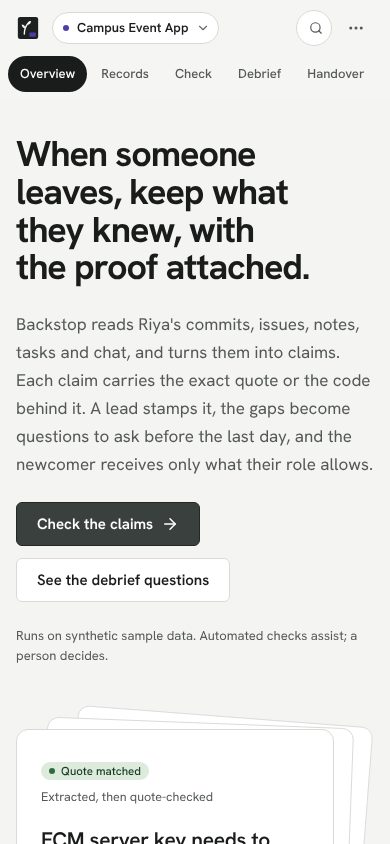 Campus Event App
Overview Records Check Debrief Handover
When someone
leaves, keep what
they knew, with
the proof attached.
Backstop reads Riya's commits, issues, notes,
tasks and chat, and turns them into claims.
Each claim carries the exact quote or the code
behind it. A lead stamps it, the gaps become
questions to ask before the last day, and the
newcomer receives only what their role allows.
Check the claims
See the debrief questions
Runs on synthetic sample data. Automated checks assist; a
person decides.
Quote matched
Extracted, then quote-checked
FCM server key needs to